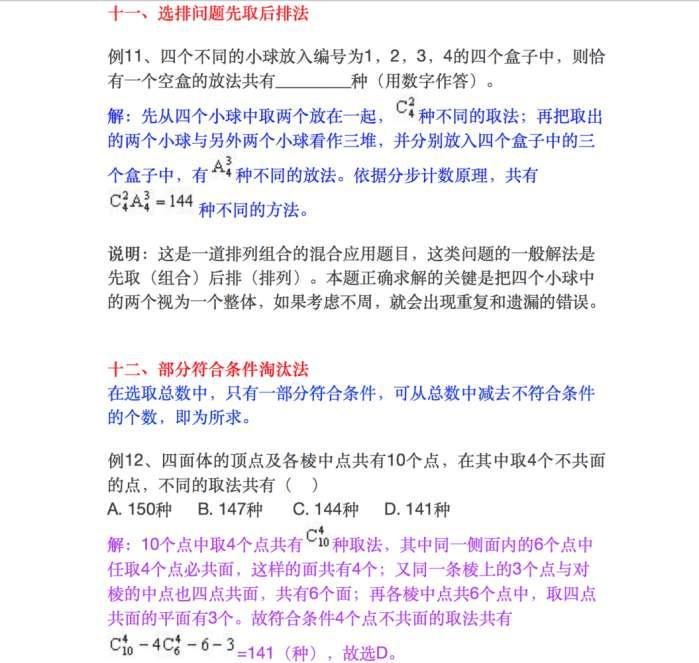 十一、选排问题先取后排法
例11、四个不同的小球放入编号为1，2，3，4的四个盒子中，则恰
有一个空盒的放法共有________种（用数字作答）。
解：先从四个小球中取两个放在一起，C₄²种不同的取法；再把取出
的两个小球与另外两个小球看作三堆，并分别放入四个盒子中的三
个盒子中，有A₄³种不同的放法。依据分步计数原理，共有
C₄²A₄³ = 144 种不同的方法。
说明：这是一道排列组合的混合应用题目，这类问题的一般解法是
先取（组合）后排（排列）。本题正确求解的关键是把四个小球中
的两个视为一个整体，如果考虑不周，就会出现重复和遗漏的错误。
十二、部分符合条件淘汰法
在选取总数中，只有一部分符合条件，可从总数中减去不符合条件
的个数，即为所求。
例12、四面体的顶点及各棱中点共有10个点，在其中取4个不共面
的点，不同的取法共有（ ）
A. 150种 B. 147种 C. 144种 D. 141种
解：10个点中取4个点共有C₁₀⁴种取法，其中同一侧面内的6个点中
任取4个点必共面，这样的面共有4个；又同一条棱上的3个点与对
棱的中点也四点共面，共有6个面；再各棱中点共6个点中，取四点
共面的平面有3个。故符合条件4个点不共面的取法共有
C₁₀⁴ − 4C₆⁴ − 6 − 3=141（种），故选D。